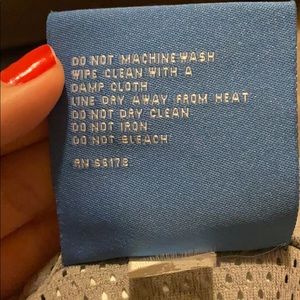 DO NOT MACHINE WASH
WIPE CLEAN WITH A
DAMP CLOTH
LINE DRY AWAY FROM HEAT
DO NOT DRY CLEAN
DO NOT IRON
DO NOT BLEACH
RN 55172